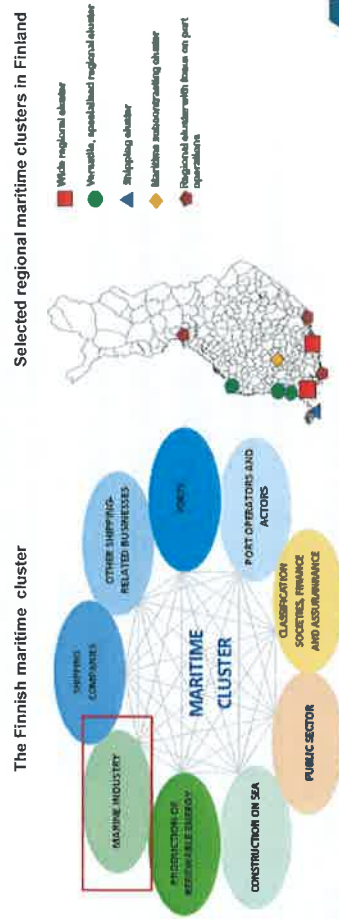 The Finnish maritime cluster
SHIPPING
COMPANIES
OTHER SHIPPING-
RELATED BUSINESSES
PORTS
PORT OPERATORS AND
ACTORS
CLASSIFICATION
SOCIETIES, FINANCE
AND ASSURANRANCE
PUBLIC SECTOR
CONSTRUCTION ON SEA
PRODUCTION OF
RENEWABLE ENERGY
MARINE INDUSTRY
MARITIME
CLUSTER
Selected regional maritime clusters in Finland
Wide regional cluster
Versatile, specialised regional cluster
Shipping cluster
Maritime subcontracting cluster
Regional cluster with focus on port
operations